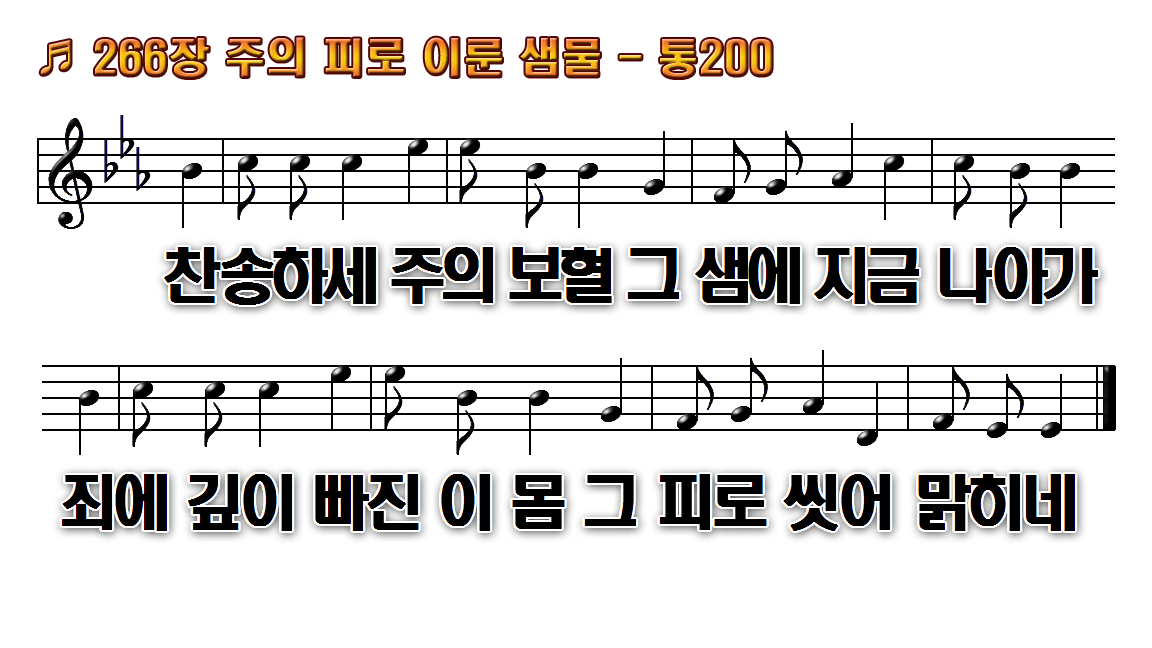 266장 주의 피로 이룬 샘물 - 통200
찬송하세 주의 보혈 그 샘에 지금 나아가
죄에 깊이 빠진 이 몸 그 피로 씻어 맑히네